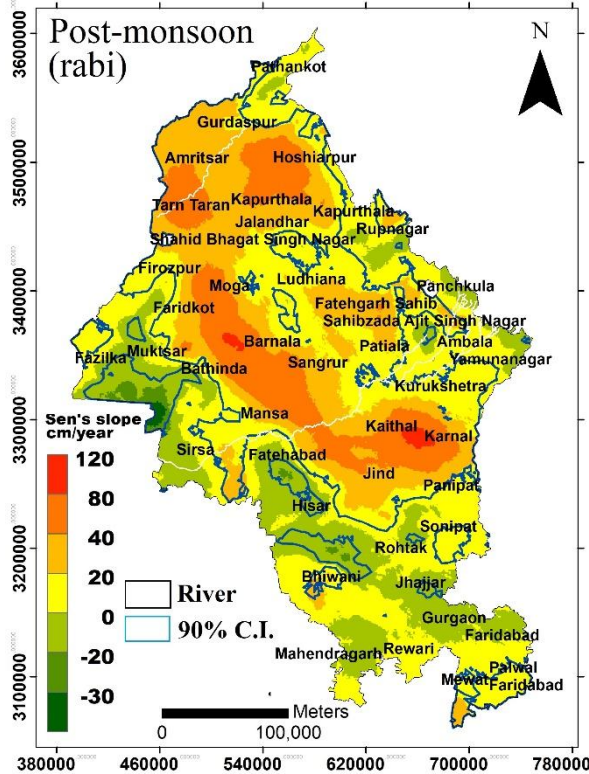 Post-monsoon
(rabi)
N
Pathankot
Gurdaspur
Amritsar
Hoshiarpur
Tarn Taran
Kapurthala
Kapurthala
Jalandhar
Rupnagar
Shahid Bhagat Singh Nagar
Firozpur
Moga
Ludhiana
Panchkula
Faridkot
Fatehgarh Sahib
Sahibzada Ajit Singh Nagar
Fazilka
Muktsar
Barnala
Patiala
Ambala
Bathinda
Sangrur
Yamunanagar
Kurukshetra
Mansa
Sirsa
Fatehabad
Kaithal
Karnal
Jind
Panipat
Hisar
Sonipat
Rohtak
Bhiwani
Jhajjar
Gurgaon
Faridabad
Mahendragarh
Rewari
Palwal
Mewat
Faridabad
Sen's slope
cm/year
120
80
40
20
0
-20
-30
River
90% C.I.
Meters
0 100,000
3600000
3500000
3400000
3300000
3200000
3100000
380000 460000 540000 620000 700000 780000